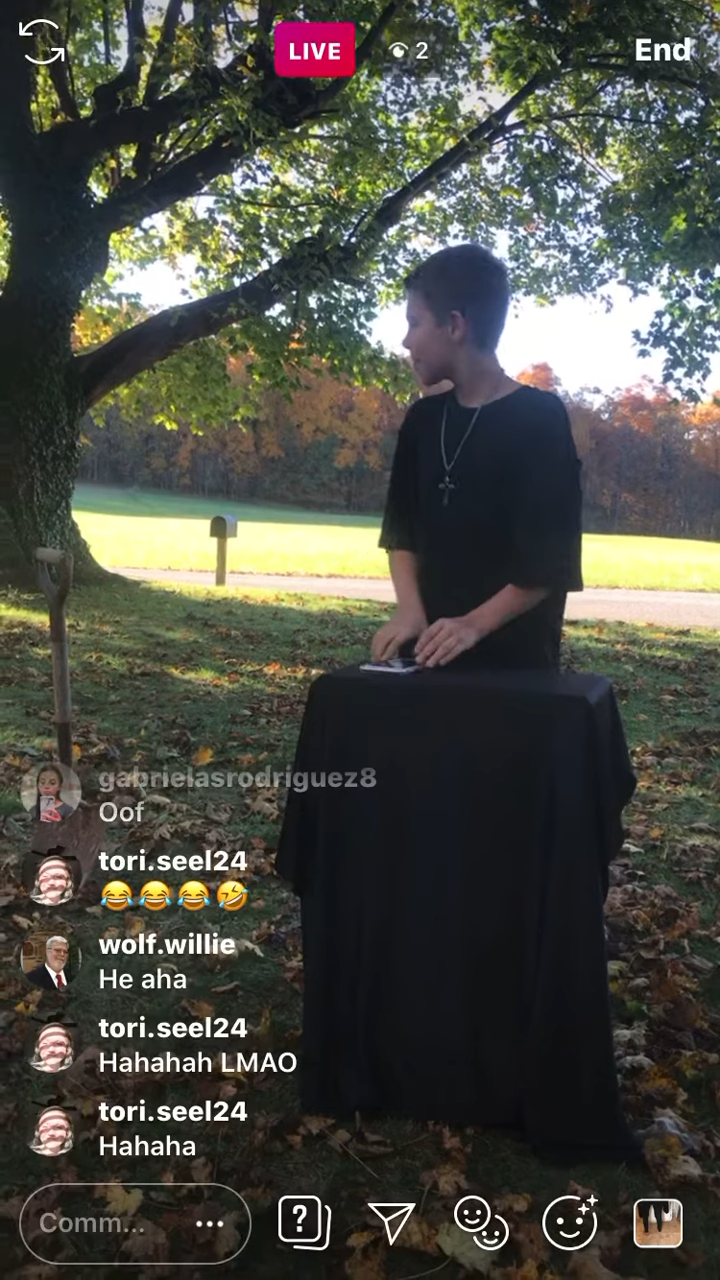 LIVE
2
End
gabrielasrodriguez8
Oof
tori.seel24
😂😂😂🤣
wolf.willie
He aha
tori.seel24
Hahahah LMAO
tori.seel24
Hahaha
Comm...
?